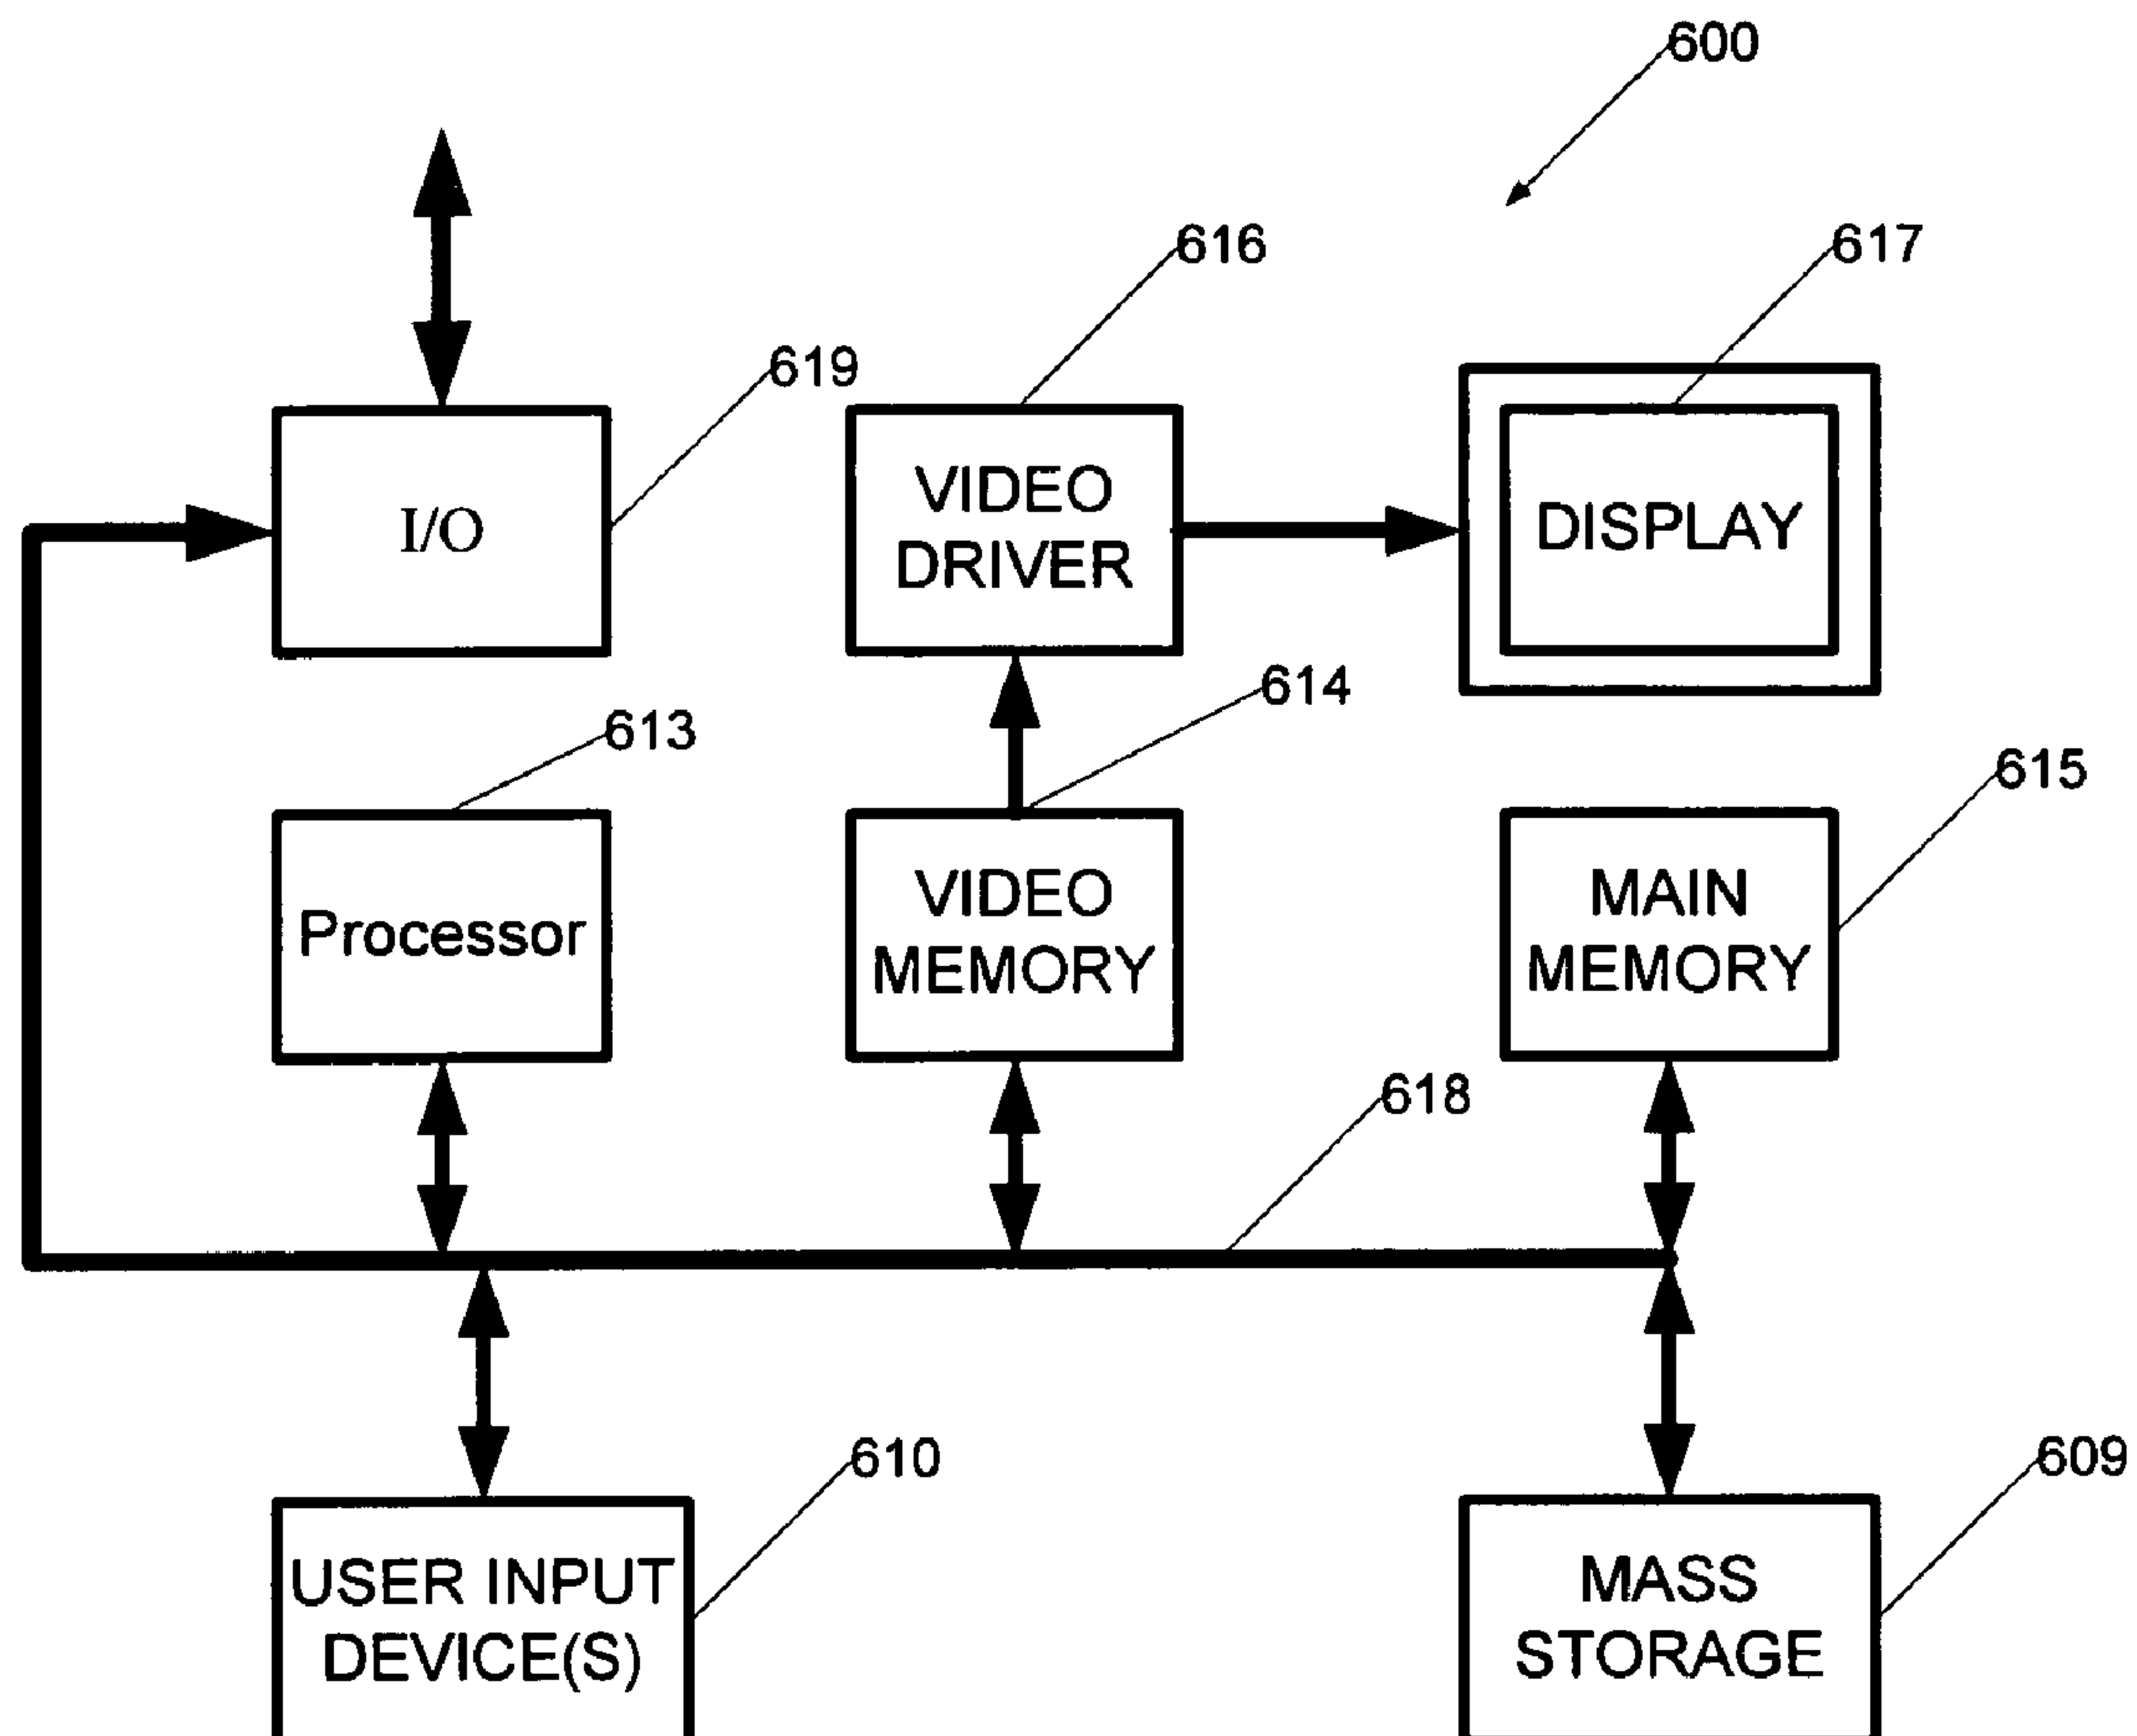 600
616
617
619
VIDEO
DRIVER
I/O
DISPLAY
614
613
615
VIDEO
MEMORY
MAIN
MEMORY
Processor
618
610
609
USER INPUT
DEVICE(S)
MASS
STORAGE